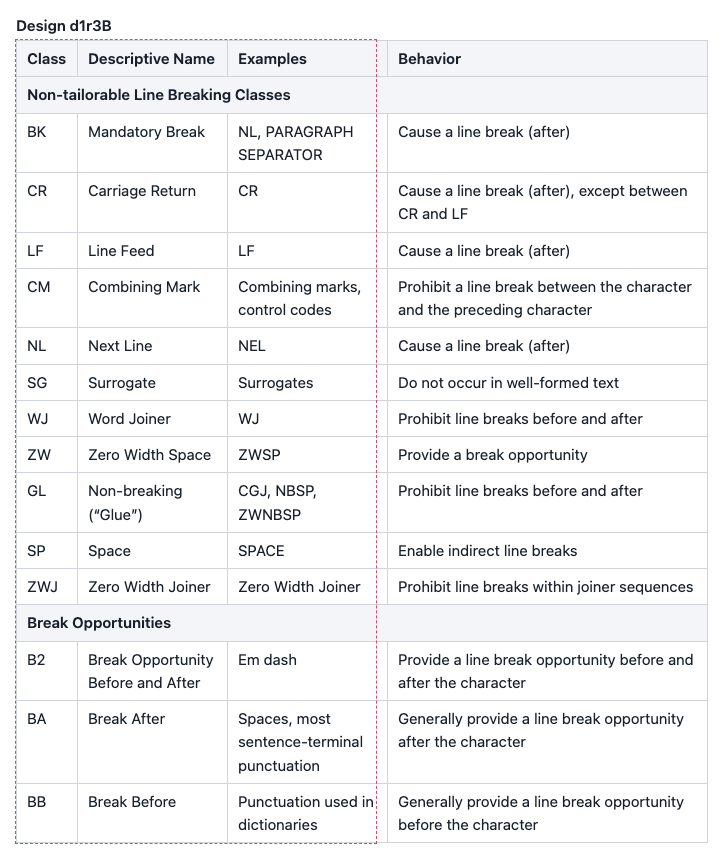 Design d1r3B
Class Descriptive Name Examples Behavior
Non-tailorable Line Breaking Classes
BK Mandatory Break NL, PARAGRAPH Cause a line break (after)
SEPARATOR
CR Carriage Return CR Cause a line break (after), except between
CR and LF
LF Line Feed LF Cause a line break (after)
CM Combining Mark Combining marks, Prohibit a line break between the character
control codes and the preceding character
NL Next Line NEL Cause a line break (after)
SG Surrogate Surrogates Do not occur in well-formed text
WJ Word Joiner WJ Prohibit line breaks before and after
ZW Zero Width Space ZWSP Provide a break opportunity
GL Non-breaking CGJ, NBSP, Prohibit line breaks before and after
(“Glue”) ZWNBSP
SP Space SPACE Enable indirect line breaks
ZWJ Zero Width Joiner Zero Width Joiner Prohibit line breaks within joiner sequences
Break Opportunities
B2 Break Opportunity Em dash Provide a line break opportunity before and
Before and After after the character
BA Break After Spaces, most Generally provide a line break opportunity
sentence-terminal after the character
punctuation
BB Break Before Punctuation used in Generally provide a line break opportunity
dictionaries before the character